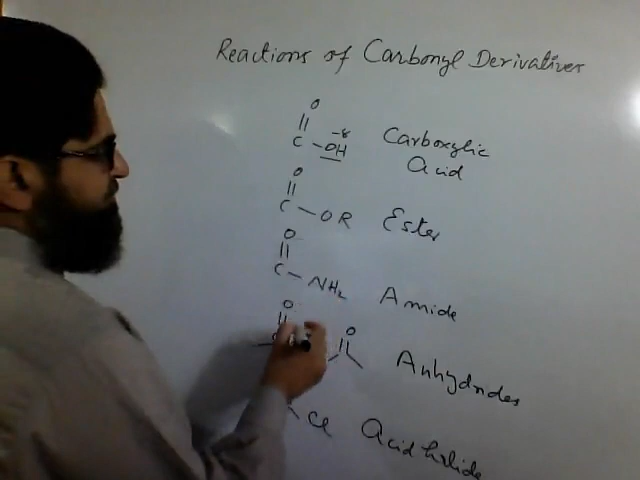 Reactions of Carbonyl Derivatives
O
||
C - OH -δ Carboxylic
Acid
O
||
C - OR Ester
O
||
C - NH2 Amide
O
||
O
|| Anhydrides
Cl Acid halide